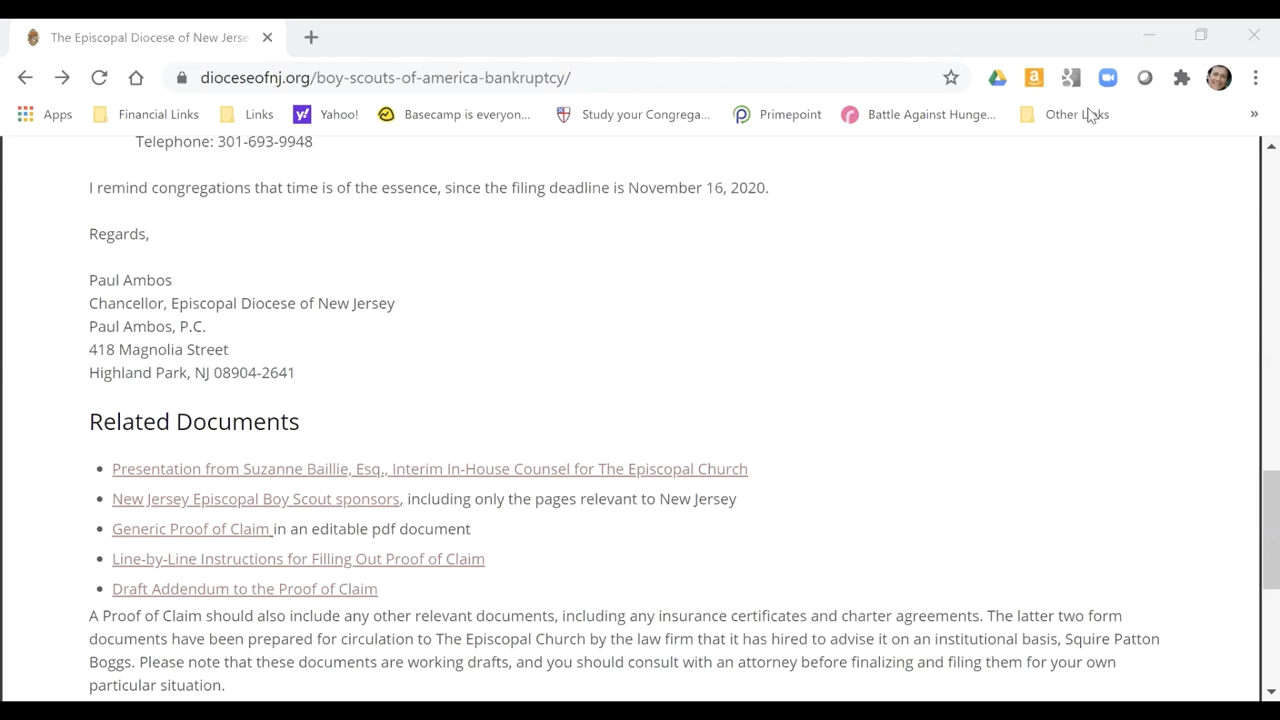 The Episcopal Diocese of New Jerse
dioceseofnj.org/boy-scouts-of-america-bankruptcy/
Apps Financial Links Links Yahoo! Basecamp is everyon... Study your Congrega... Primepoint Battle Against Hunge... Other Links »
Telephone: 301-693-9948
I remind congregations that time is of the essence, since the filing deadline is November 16, 2020.
Regards,
Paul Ambos
Chancellor, Episcopal Diocese of New Jersey
Paul Ambos, P.C.
418 Magnolia Street
Highland Park, NJ 08904-2641
Related Documents
• Presentation from Suzanne Baillie, Esq., Interim In-House Counsel for The Episcopal Church
• New Jersey Episcopal Boy Scout sponsors, including only the pages relevant to New Jersey
• Generic Proof of Claim in an editable pdf document
• Line-by-Line Instructions for Filling Out Proof of Claim
• Draft Addendum to the Proof of Claim
A Proof of Claim should also include any other relevant documents, including any insurance certificates and charter agreements. The latter two form
documents have been prepared for circulation to The Episcopal Church by the law firm that it has hired to advise it on an institutional basis, Squire Patton
Boggs. Please note that these documents are working drafts, and you should consult with an attorney before finalizing and filing them for your own
particular situation.